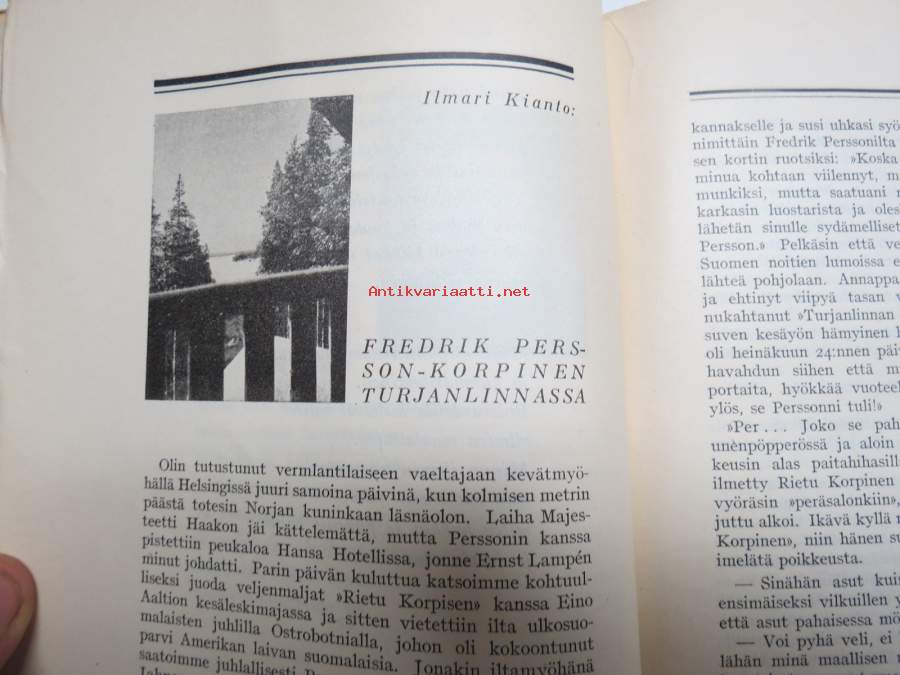 Ilmari Kianto:
Antikvariaatti.net
FREDRIK PERS-
SON-KORPINEN
TURJANLINNASSA
Olin tutustunut vermlantilaiseen vaeltajaan kevätmyö-
hällä Helsingissä juuri samoina päivinä, kun kolmisen metrin
päästä totesin Norjan kuninkaan läsnäolon. Laiha Majes-
teetti Haakon jäi kättelemättä, mutta Perssonin kanssa
pistettiin peukaloa Hansa Hotellissa, jonne Ernst Lampén
minut johdatti. Parin päivän kuluttua katsoimme kohtuul-
liseksi juoda veljenmaljat »Rietu Korpisen» kanssa Eino
Aaltion kesäleskimajassa ja sitten vietettiin ilta ulkosuo-
malaisten juhlilla Ostrobotnialla, johon oli kokoontunut
parvi Amerikan laivan suomalaisia. Jonakin iltamyöhänä
saatoimme juhlallisesti
kannakselle ja susi uhkasi syö
nimittäin Fredrik Perssonilta
sen kortin ruotsiksi: »Koska
minua kohtaan viilennyt, m
munkiksi, mutta saatuani
karkasin luostarista ja oles
lähetän sinulle sydämelliset
Persson.» Pelkäsin että ve
Suomen noitien lumoissa e
lähteä pohjolaan. Annappa
ja ehtinyt viipyä tasan v
nukahtanut »Turjanlinnan
suven kesäyön hämyinen
oli heinäkuun 24:nnen päi
havahdun siihen että m
portaita, hyökkää vuoteel
ylös, se Perssonni tuli!»
»Per . . . Joko se pah
unènpöpperössä ja aloin
keusin alas paitahihasill
ilmetty Rietu Korpinen
vyöräsin »peräsalonkiin»,
juttu alkoi. Ikävä kyllä
Korpinen», niin hänen su
imelätä poikkeusta.
— Sinähän asut kuis
ensimäiseksi vilkuillen y
että asut pahaisessa mö
— Voi pyhä veli, ei
lähän minä maallisen